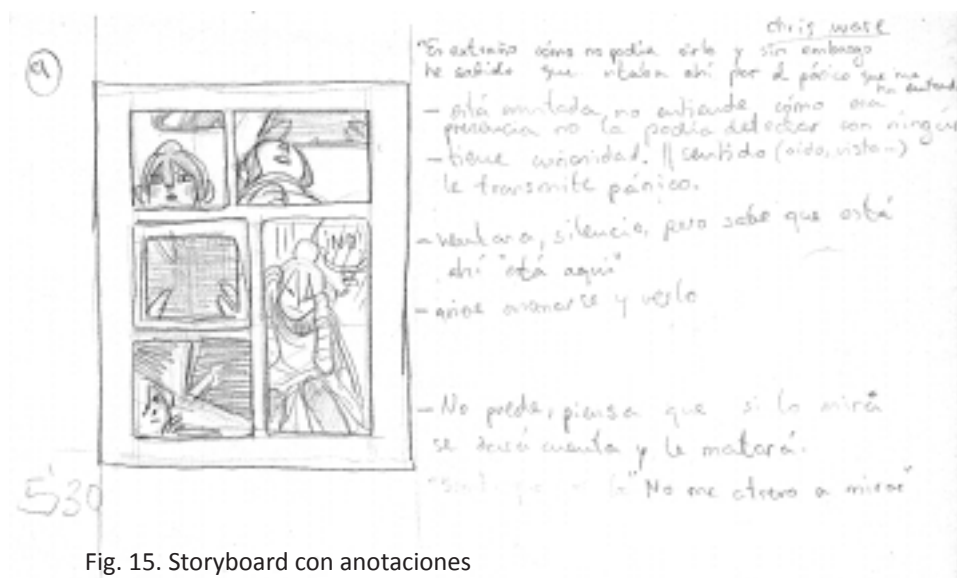 chris ware
9
"Es extraño cómo no podía oírlo y sin embargo
he sabido que estaba ahí por el pánico que me
ha
- está asustada, no entiende cómo esa
presencia no la podía detectar con ningún
- tiene curiosidad. || sentido (oído, vista-)
le transmite pánico.
- ventana, silencio, pero sabe que está
ahí "está aquí"
- asomarse y verlo
¡NO!
- No puede, piensa que si lo mira
se dará cuenta y le matará.
"No me atrevo a mirar"
530
Fig. 15. Storyboard con anotaciones